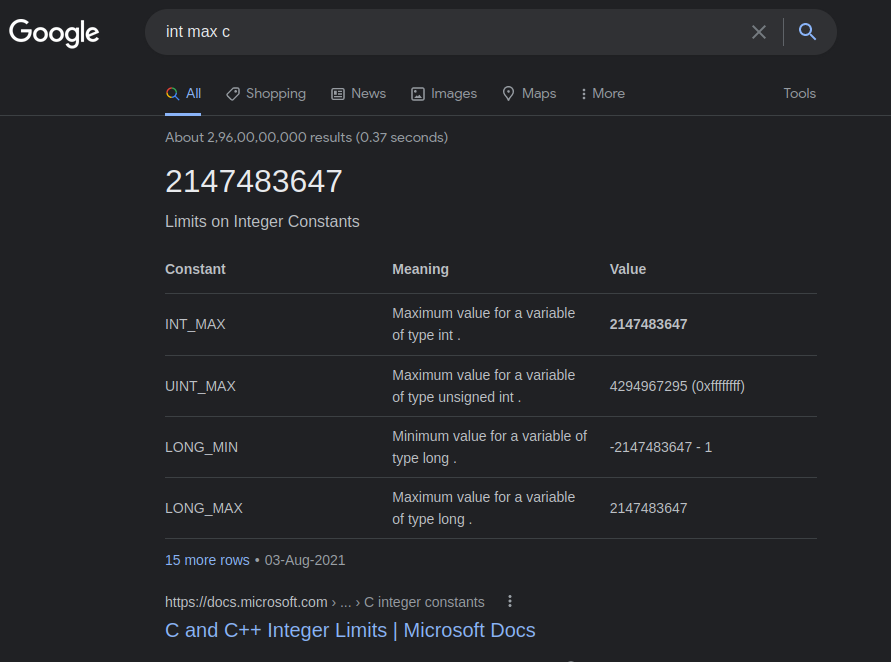 Google
int max c
All Shopping News Images Maps More Tools
About 2,96,00,00,000 results (0.37 seconds)
2147483647
Limits on Integer Constants
Constant Meaning Value
INT_MAX Maximum value for a variable of type int . 2147483647
UINT_MAX Maximum value for a variable of type unsigned int . 4294967295 (0xffffffff)
LONG_MIN Minimum value for a variable of type long . -2147483647 - 1
LONG_MAX Maximum value for a variable of type long . 2147483647
15 more rows • 03-Aug-2021
https://docs.microsoft.com › ... › C integer constants
C and C++ Integer Limits | Microsoft Docs